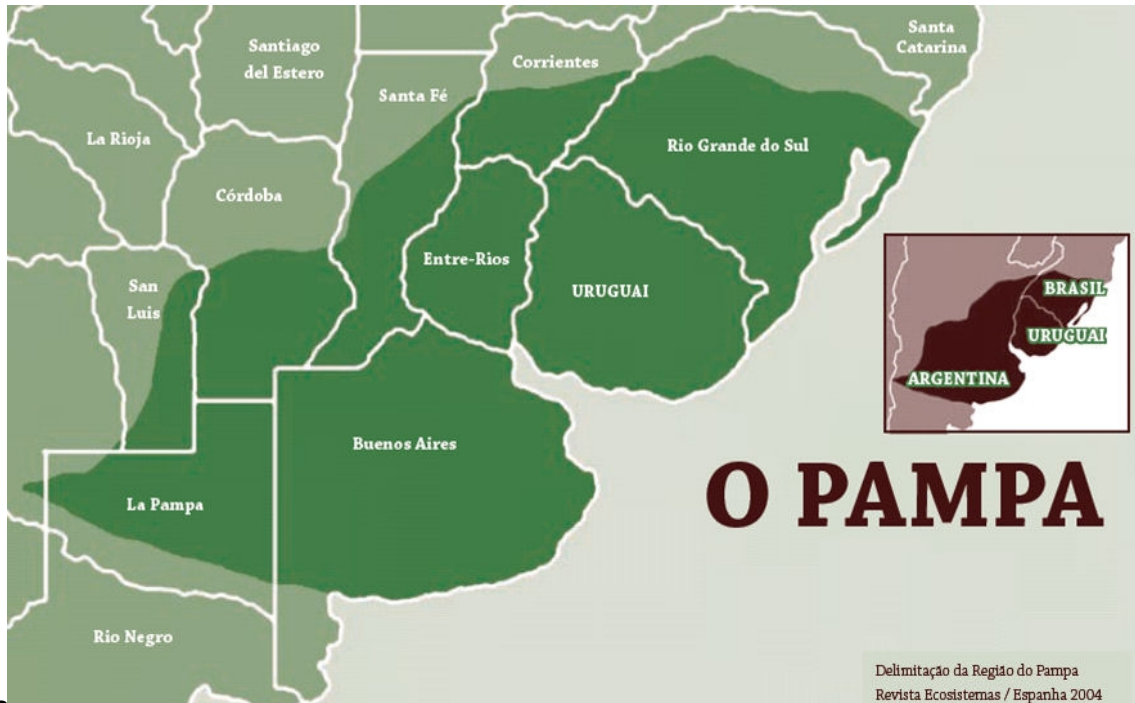 Santa
Catarina
Santiago
del Estero
Corrientes
Santa Fé
La Rioja
Rio Grande do Sul
Córdoba
Entre-Rios
San
Luis
URUGUAI
BRASIL
URUGUAI
ARGENTINA
Buenos Aires
O PAMPA
La Pampa
Rio Negro
Delimitação da Região do Pampa
Revista Ecosistemas / Espanha 2004